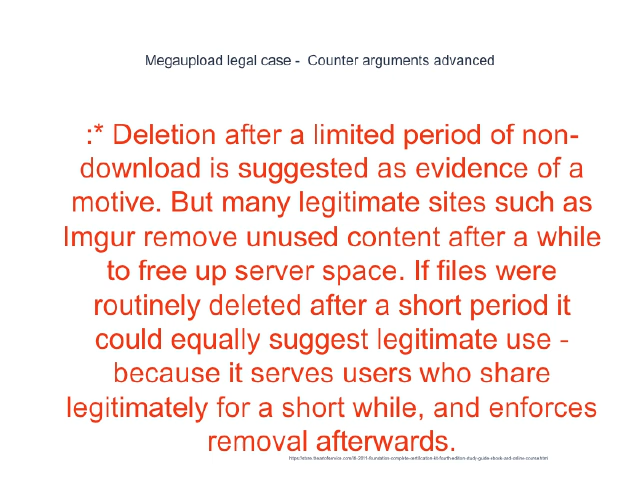 Megaupload legal case -  Counter arguments advanced
:* Deletion after a limited period of non-
download is suggested as evidence of a
motive. But many legitimate sites such as
Imgur remove unused content after a while
to free up server space. If files were
routinely deleted after a short period it
could equally suggest legitimate use -
because it serves users who share
legitimately for a short while, and enforces
removal afterwards.